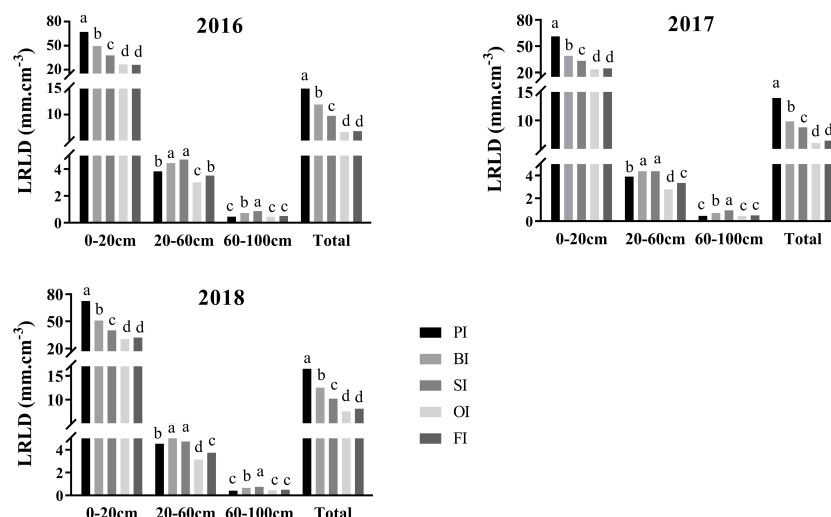 2016
LRLD (mm.cm⁻³)
80
50
20
15
10
4
2
0
a b c d d
b a a c b
c b a c c
a b c d d
0-20cm 20-60cm 60-100cm Total
2017
LRLD (mm.cm⁻³)
80
50
20
15
10
4
2
0
a b c d d
b a a d c
c b a c c
a b c d d
0-20cm 20-60cm 60-100cm Total
2018
LRLD (mm.cm⁻³)
80
50
20
15
10
4
2
0
a b c d d
b a a d c
c b a c c
a b c d d
0-20cm 20-60cm 60-100cm Total
PI
BI
SI
OI
FI